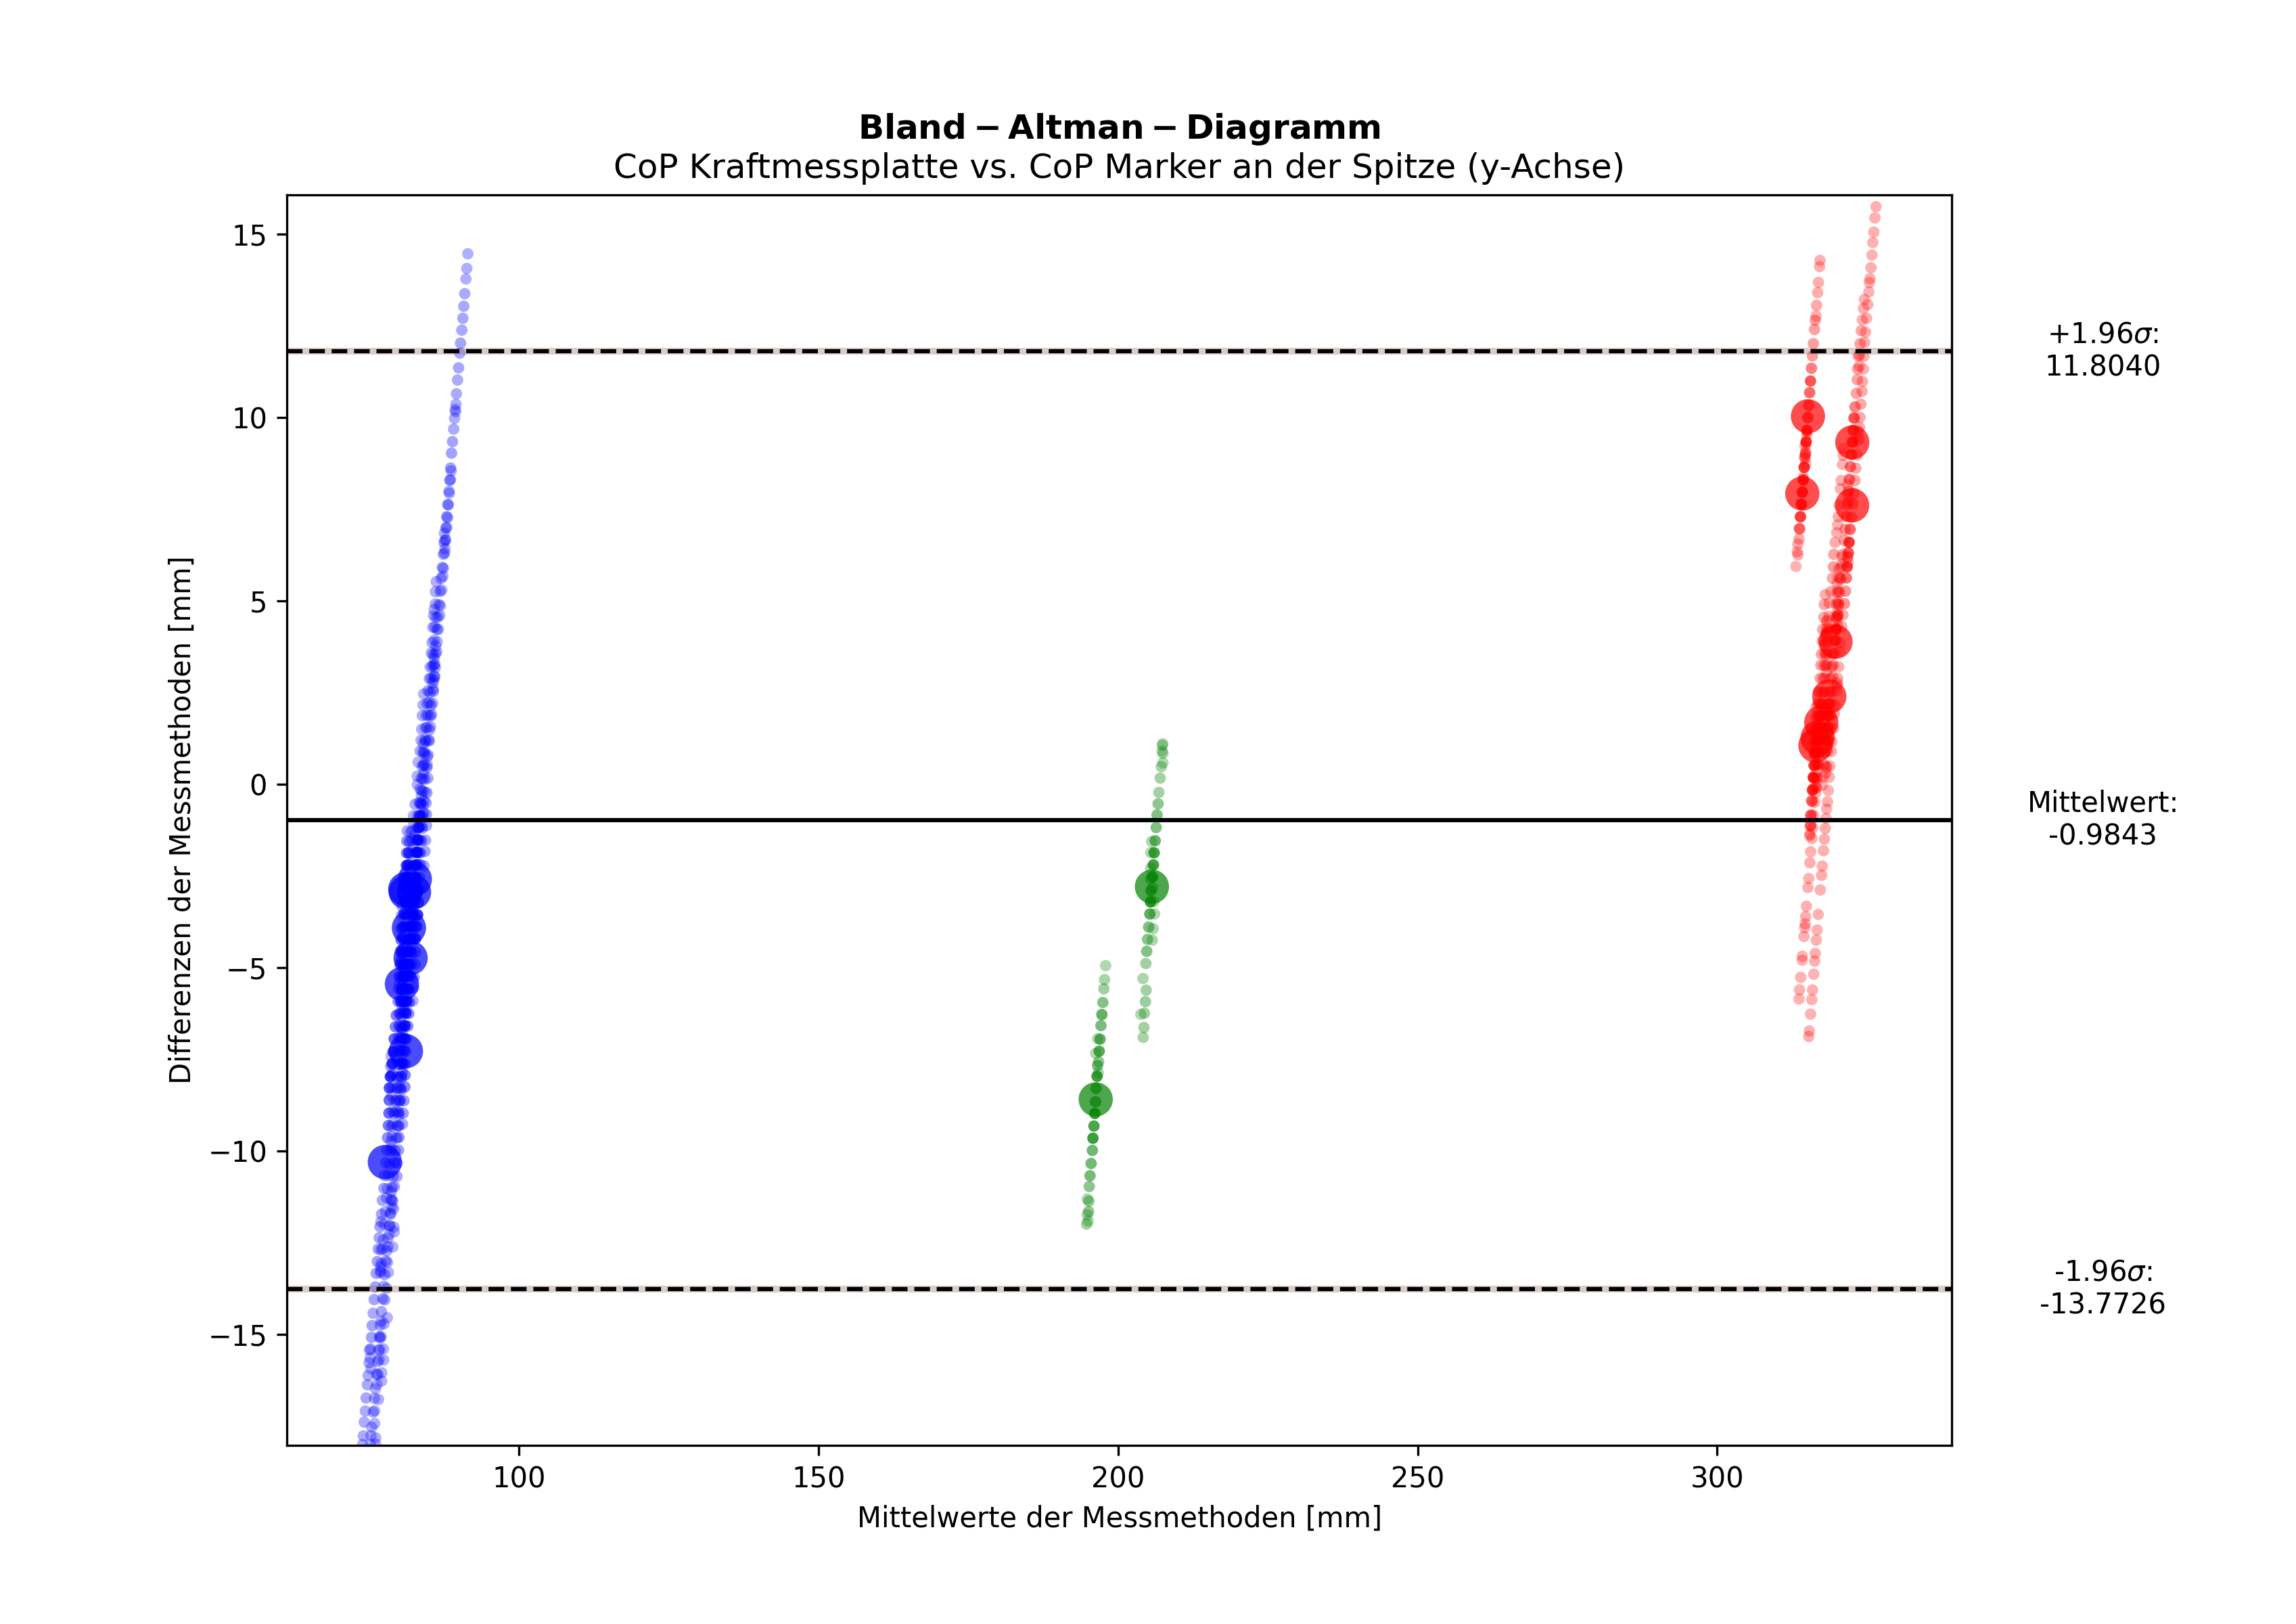 Bland − Altman − Diagramm
CoP Kraftmessplatte vs. CoP Marker an der Spitze (y-Achse)
Differenzen der Messmethoden [mm]
15
10
5
0
−5
−10
−15
+1.96σ:
11.8040
Mittelwert:
-0.9843
-1.96σ:
-13.7726
100
150
200
250
300
Mittelwerte der Messmethoden [mm]